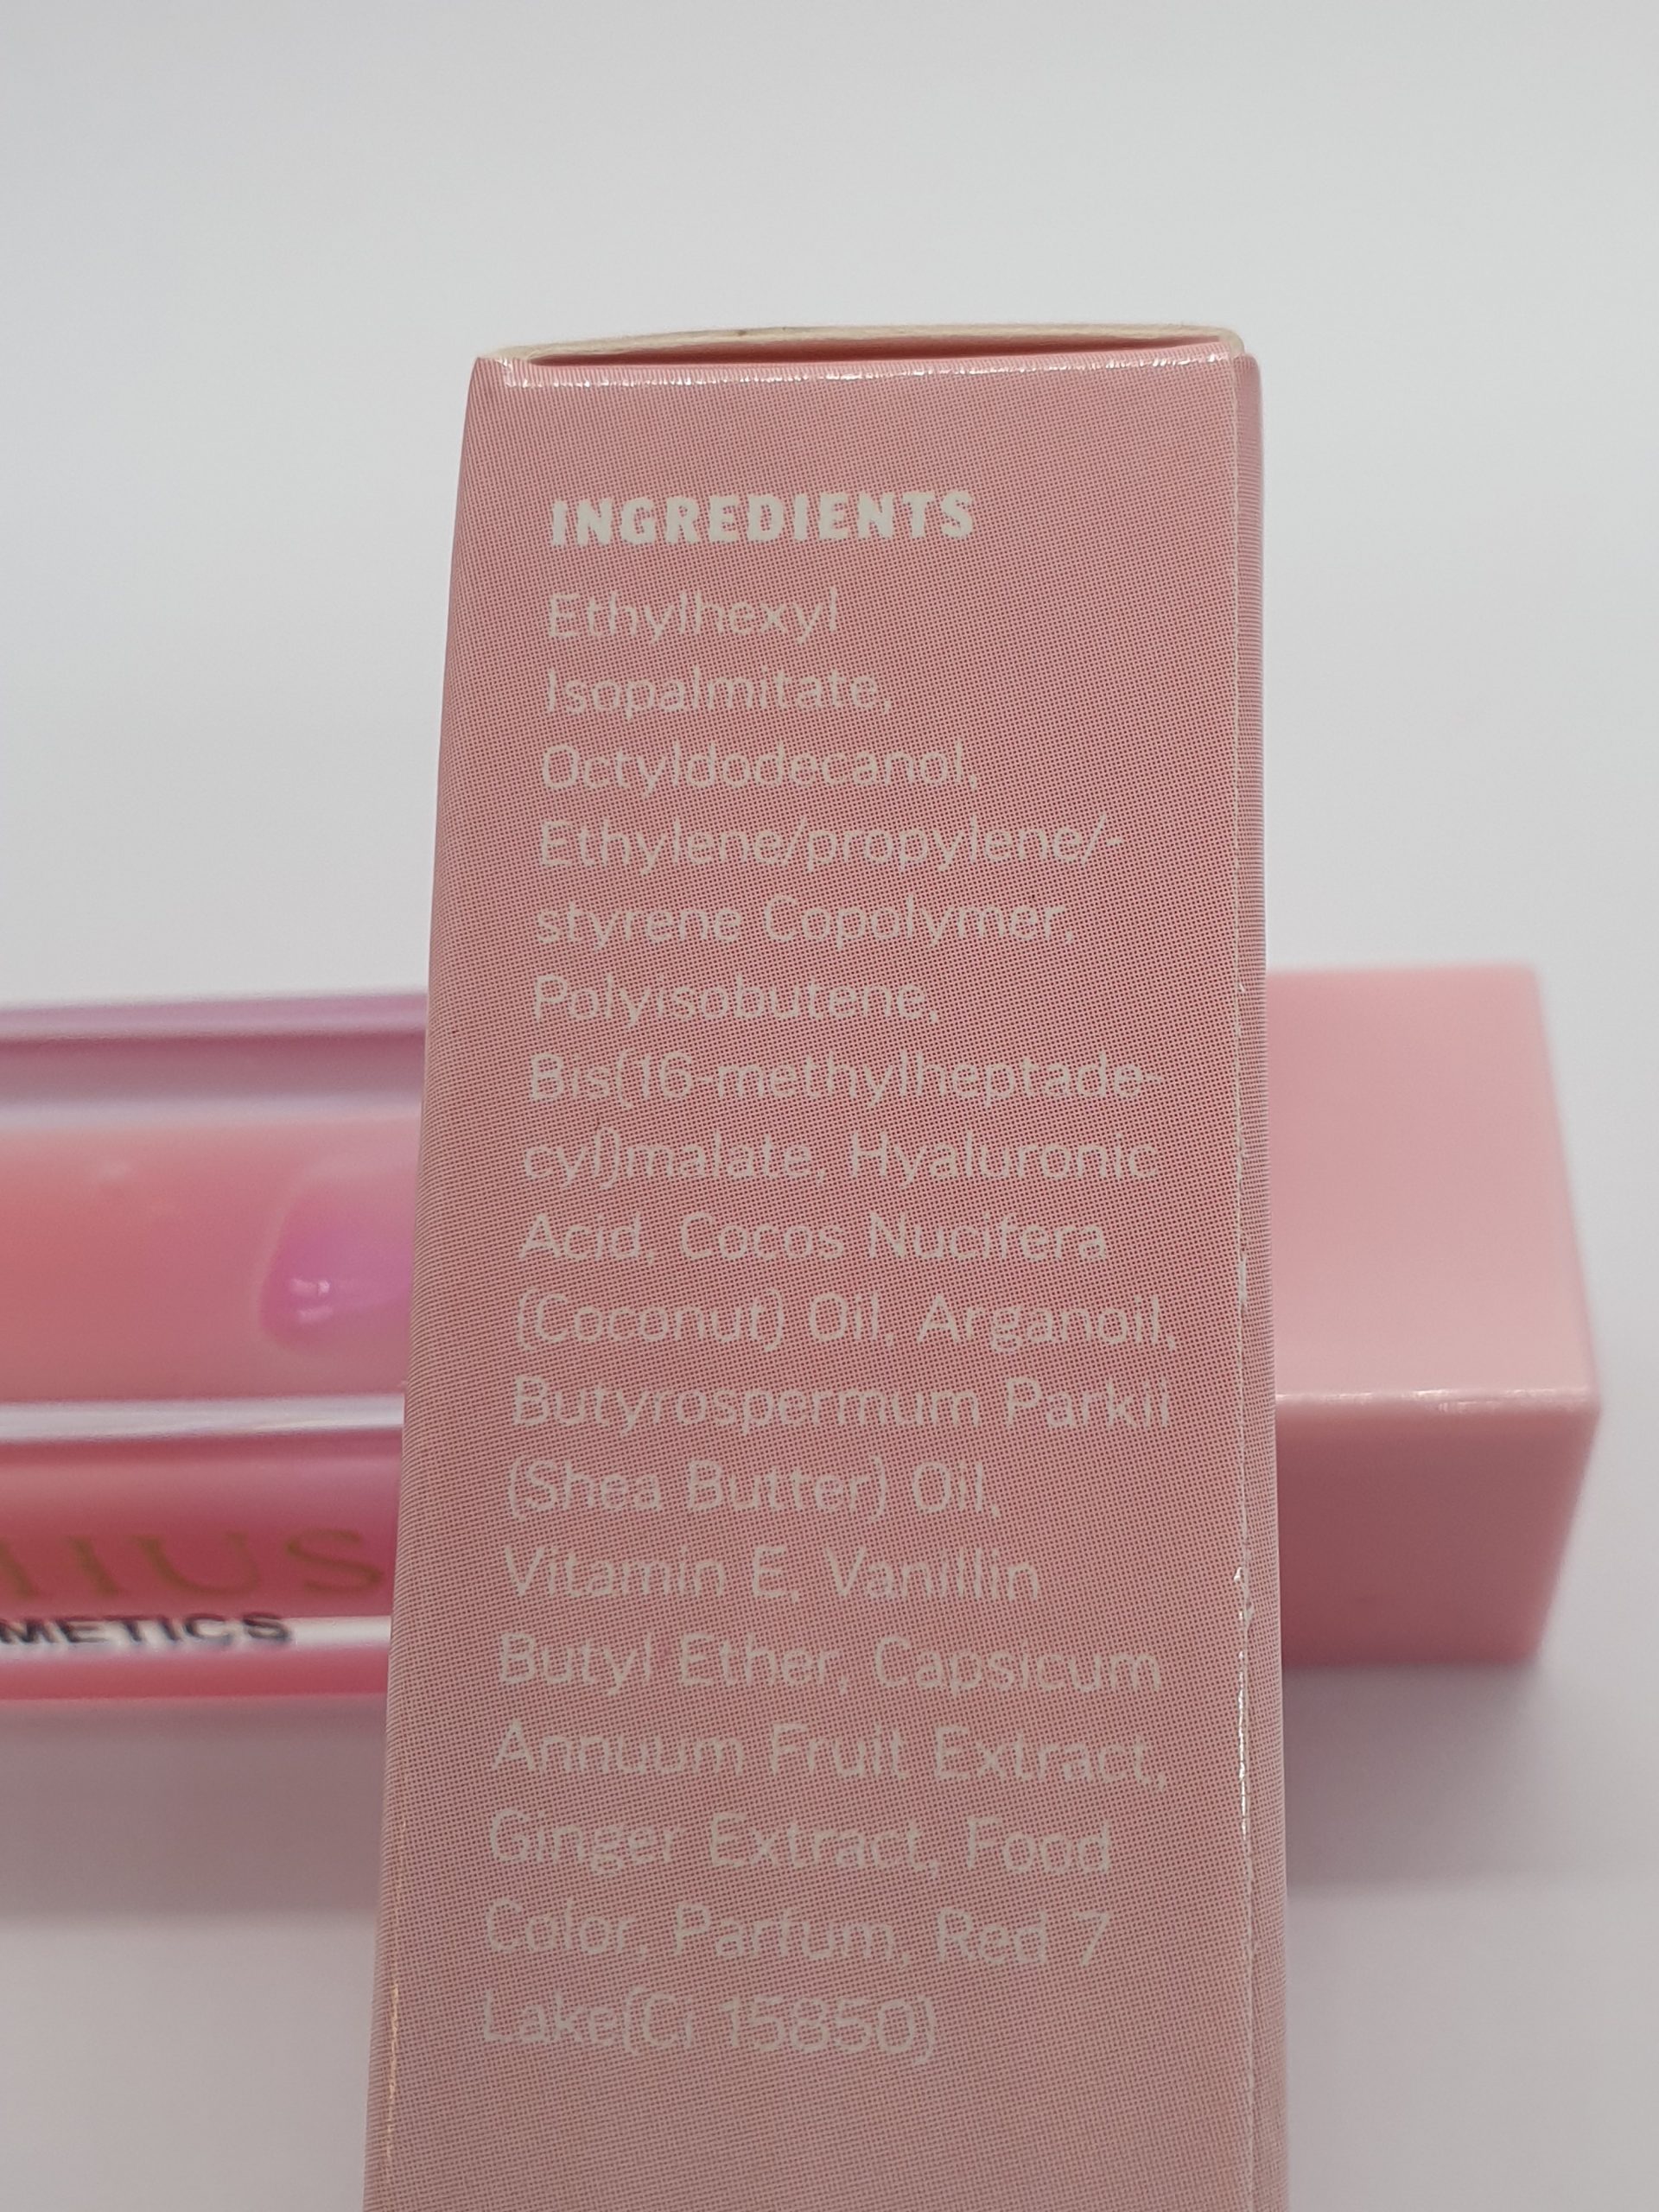 INGREDIENTS
Ethylhexyl
Isopalmitate,
Octyldodecanol,
Ethylene/propylene/-
styrene Copolymer,
Polyisobutene,
Bis(16-methylheptade-
cyl)malate, Hyaluronic
Acid, Cocos Nucifera
(Coconut) Oil, Arganoil,
Butyrospermum Parkii
(Shea Butter) Oil,
Vitamin E, Vanillin
Butyl Ether, Capsicum
Annuum Fruit Extract,
Ginger Extract, Food
Color, Parfum, Red 7
Lake(Ci 15850)
IIUS
METICS